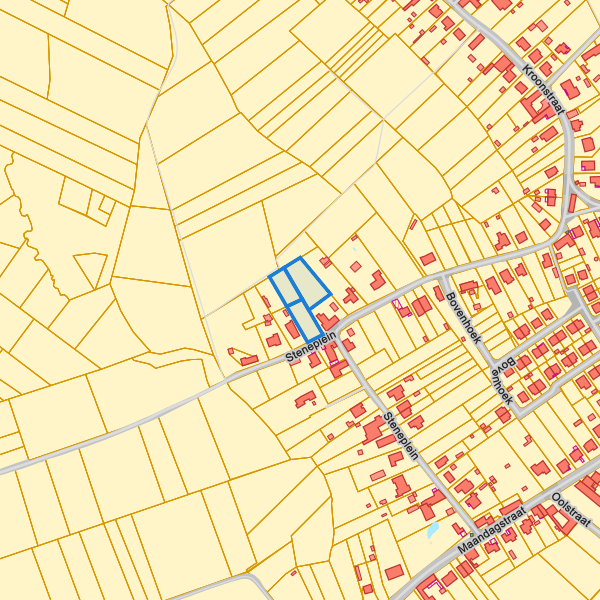 Kroonstraat
Bovenhoek
Bovenhoek
Steneplein
Steneplein
Maandagstraat
Oolstraat